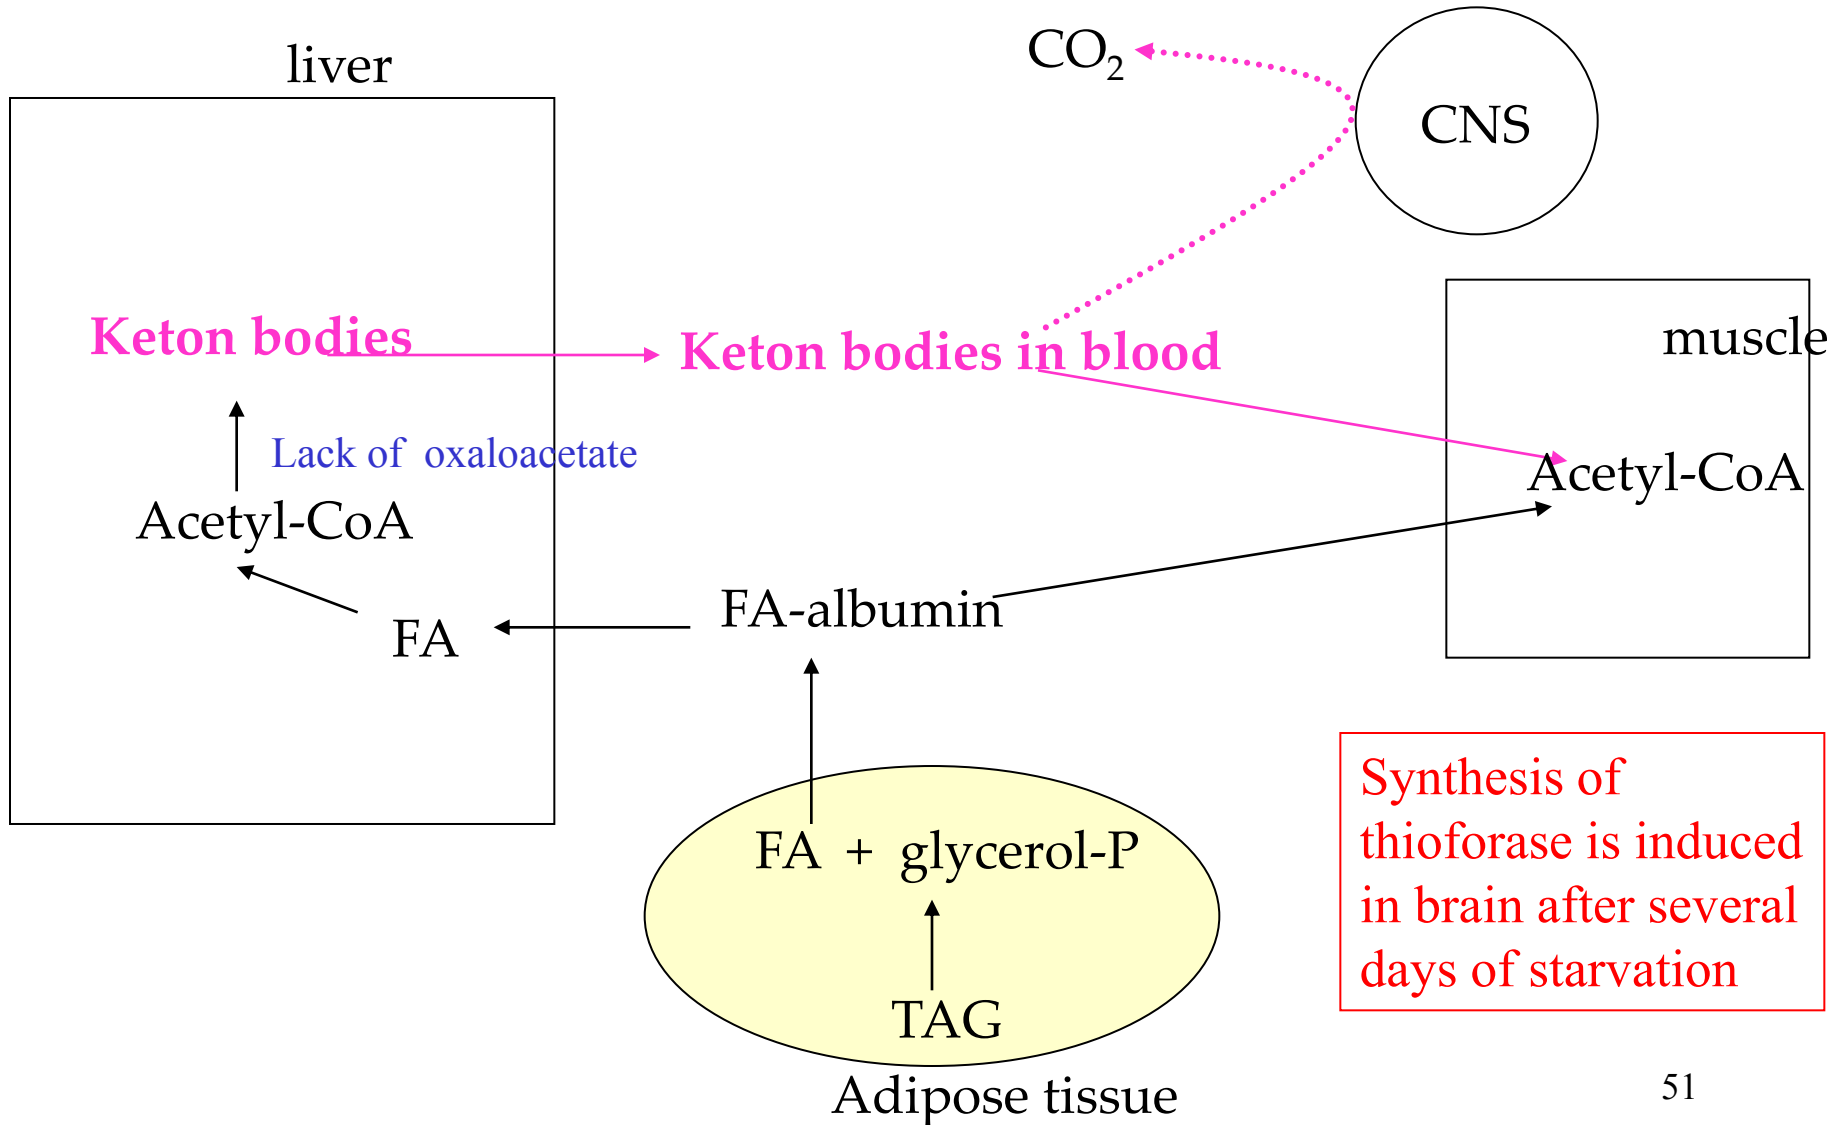 liver
CO2
CNS
Keton bodies
Keton bodies in blood
muscle
Lack of oxaloacetate
Acetyl-CoA
Acetyl-CoA
FA
FA-albumin
FA + glycerol-P
TAG
Adipose tissue
Synthesis of
thioforase is induced
in brain after several
days of starvation
51